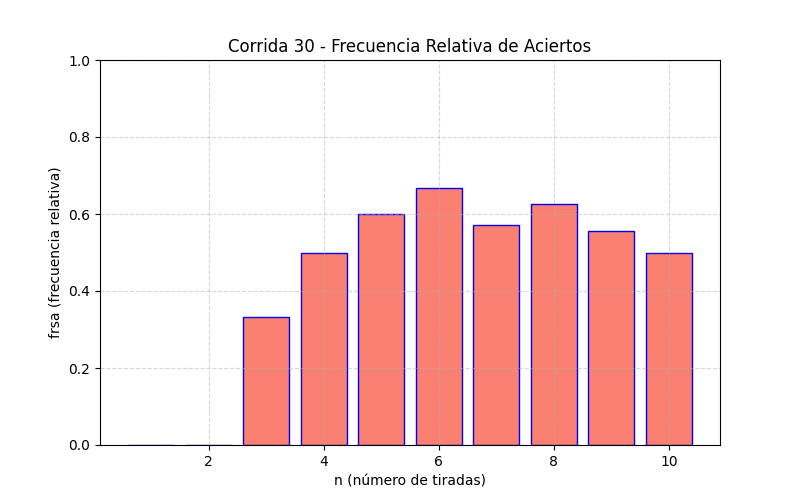 Corrida 30 - Frecuencia Relativa de Aciertos
1.0
0.8
0.6
0.4
0.2
0.0
frsa (frecuencia relativa)
2 4 6 8 10
n (número de tiradas)